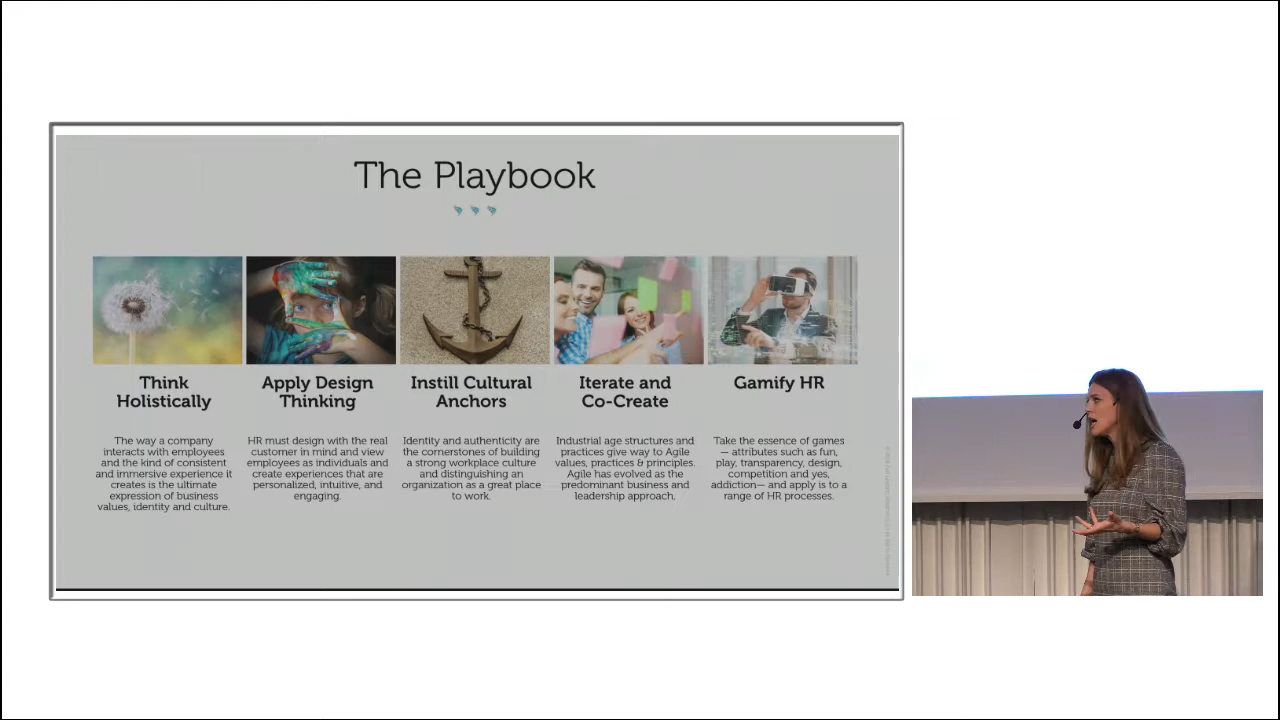 The Playbook
Think
Holistically
The way a company
interacts with employees
and the kind of consistent
and immersive experience it
creates is the ultimate
expression of business
values, identity and culture.
Apply Design
Thinking
HR must design with the real
customer in mind and view
employees as individuals and
create experiences that are
personalized, intuitive, and
engaging.
Instill Cultural
Anchors
Identity and authenticity are
the cornerstones of building
a strong workplace culture
and distinguishing an
organization as a great place
to work.
Iterate and
Co-Create
Industrial age structures and
practices give way to Agile
values, practices & principles.
Agile has evolved as the
predominant business and
leadership approach.
Gamify HR
Take the essence of games
— attributes such as fun,
play, transparency, design,
competition and yes,
addiction— and apply is to a
range of HR processes.